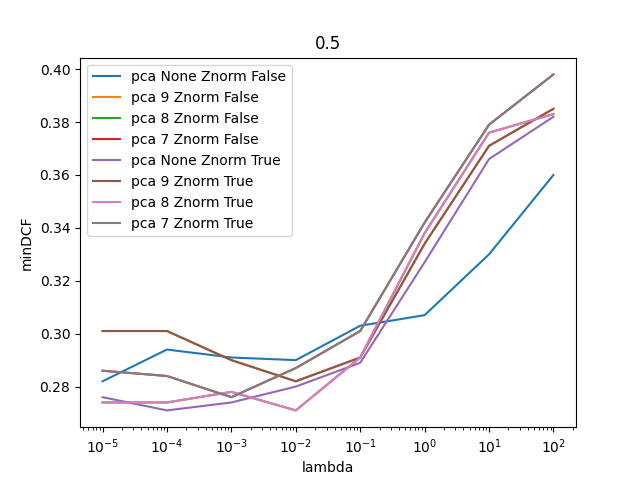 0.5
0.40
0.38
0.36
0.34
0.32
0.30
0.28
minDCF
pca None Znorm False
pca 9 Znorm False
pca 8 Znorm False
pca 7 Znorm False
pca None Znorm True
pca 9 Znorm True
pca 8 Znorm True
pca 7 Znorm True
10⁻⁵ 10⁻⁴ 10⁻³ 10⁻² 10⁻¹ 10⁰ 10¹ 10²
lambda